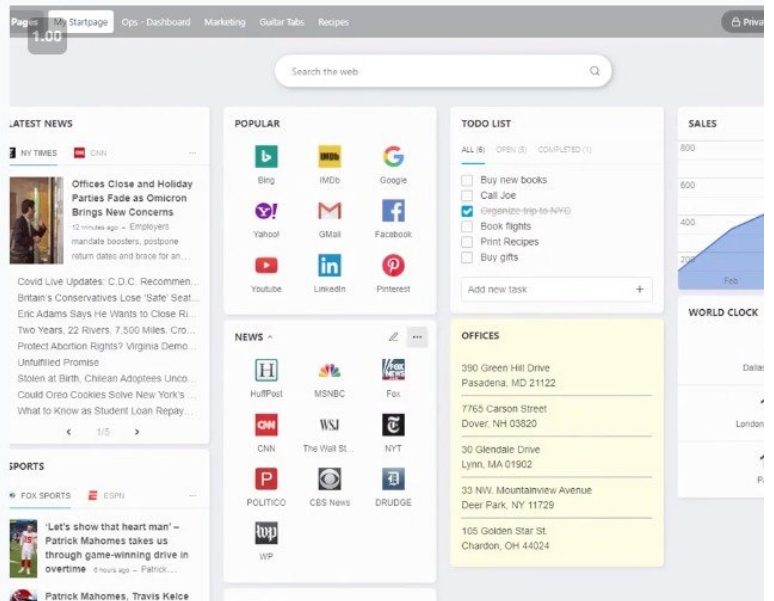 Pages My Startpage Ops - Dashboard Marketing Guitar Tabs Recipes
1.00
Search the web
LATEST NEWS
NY TIMES CNN ...
Offices Close and Holiday
Parties Fade as Omicron
Brings New Concerns
12 minutes ago – Employers
mandate boosters, postpone
return dates and brace for an...
Covid Live Updates: C.D.C. Recommen...
Britain's Conservatives Lose 'Safe' Seat...
Eric Adams Says He Wants to Close Ri...
Two Years, 22 Rivers, 7,500 Miles. Cro...
Protect Abortion Rights? Virginia Demo...
Unfulfilled Promise
Stolen at Birth, Chilean Adoptees Unco...
Could Oreo Cookies Solve New York's ...
What to Know as Student Loan Repay...
< 1/5 >
SPORTS
FOX SPORTS ESPN ...
'Let's show that heart man' –
Patrick Mahomes takes us
through game-winning drive in
overtime 6 hours ago – Patrick...
Patrick Mahomes, Travis Kelce
POPULAR
b IMDb G
Bing IMDb Google
Y! M f
Yahoo! GMail Facebook
in
Youtube LinkedIn Pinterest
NEWS ...
H FOX NEWS
HuffPost MSNBC Fox
CNN WSJ T
CNN The Wall St... NYT
P D
POLITICO CBS News DRUDGE
wp
WP
TODO LIST
ALL (6) OPEN (5) COMPLETED (1)
Buy new books
Call Joe
Organize trip to NYC
Book flights
Print Recipes
Buy gifts
Add new task +
OFFICES
390 Green Hill Drive
Pasadena, MD 21122
7765 Carson Street
Dover, NH 03820
30 Glendale Drive
Lynn, MA 01902
33 NW. Mountainview Avenue
Deer Park, NY 11729
105 Golden Star St.
Chardon, OH 44024
SALES
800
600
400
200
Feb
WORLD CLOCK
Dallas
London